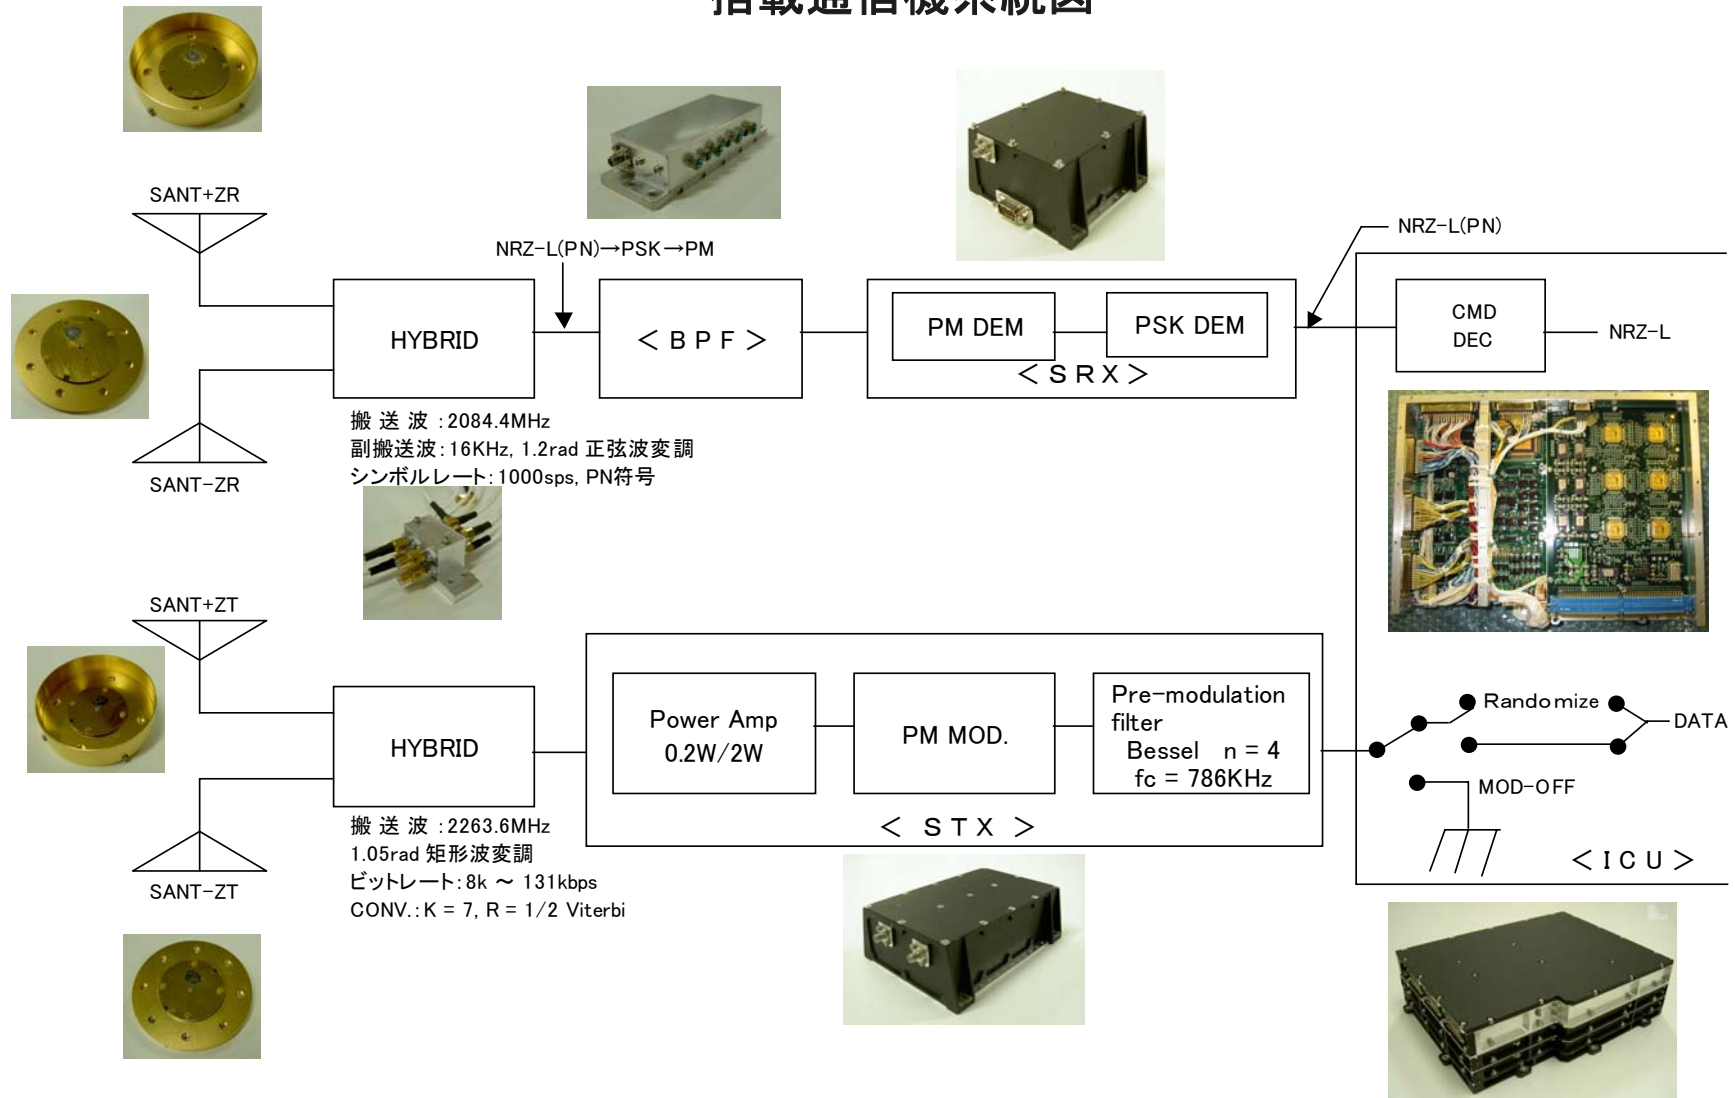 搭載通信機系統図
SANT+ZR
NRZ-L(PN)→PSK→PM
NRZ-L(PN)
HYBRID
＜ＢＰＦ＞
PM DEM
PSK DEM
＜ＳＲＸ＞
CMD
DEC
NRZ-L
搬 送 波 :2084.4MHz
副搬送波:16KHz, 1.2rad 正弦波変調
シンボルレート:1000sps, PN符号
SANT-ZR
SANT+ZT
HYBRID
Power Amp
0.2W/2W
PM MOD.
Pre-modulation
filter
Bessel n = 4
fc = 786KHz
＜ ＳＴＸ ＞
Randomize
DATA
MOD-OFF
＜ＩＣＵ＞
搬 送 波 :2263.6MHz
1.05rad 矩形波変調
ビットレート:8k ～ 131kbps
CONV.:K = 7, R = 1/2 Viterbi
SANT-ZT